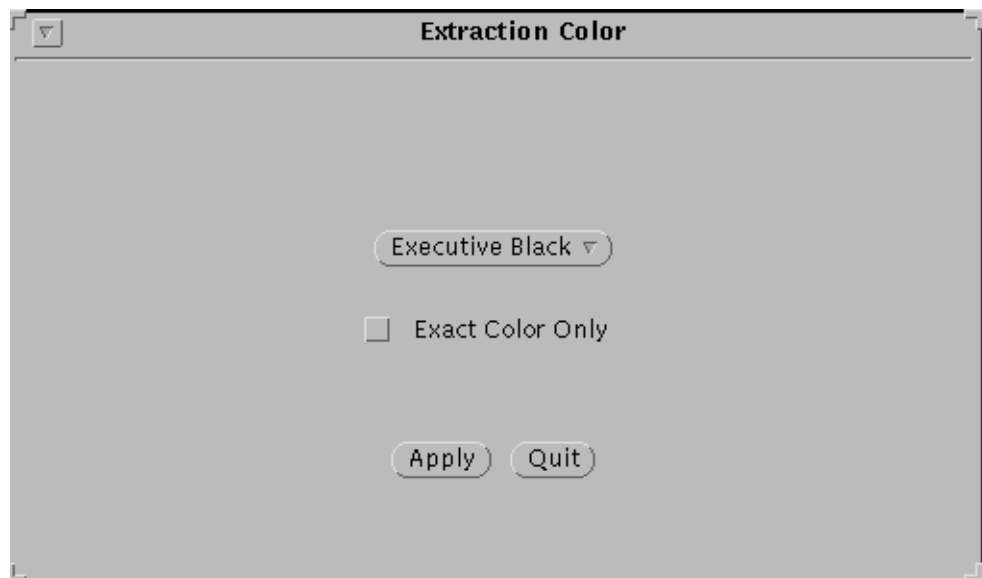 Extraction Color
Executive Black
Exact Color Only
Apply Quit